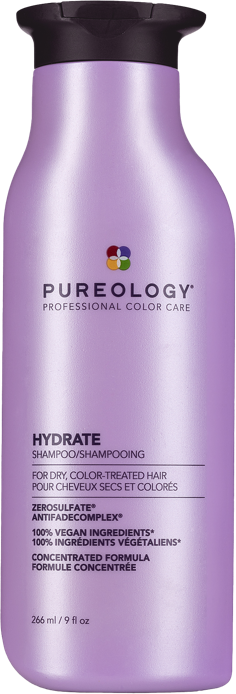 PUREOLOGY®
PROFESSIONAL COLOR CARE
HYDRATE
SHAMPOO/SHAMPOOING
FOR DRY, COLOR-TREATED HAIR
POUR CHEVEUX SECS ET COLORÉS
ZEROSULFATE®
ANTIFADECOMPLEX®
100% VEGAN INGREDIENTS*
100% INGRÉDIENTS VÉGÉTALIENS*
CONCENTRATED FORMULA
FORMULE CONCENTRÉE
266 ml / 9 fl oz